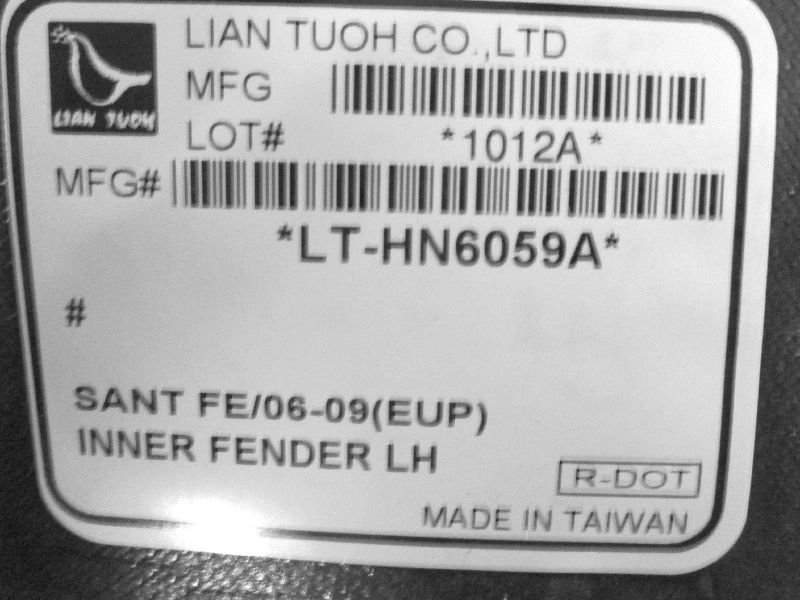 LIAN TUOH CO.,LTD
LIAN TUOH
MFG
LOT#
*1012A*
MFG#
*LT-HN6059A*
#
SANT FE/06-09(EUP)
INNER FENDER LH
R-DOT
MADE IN TAIWAN